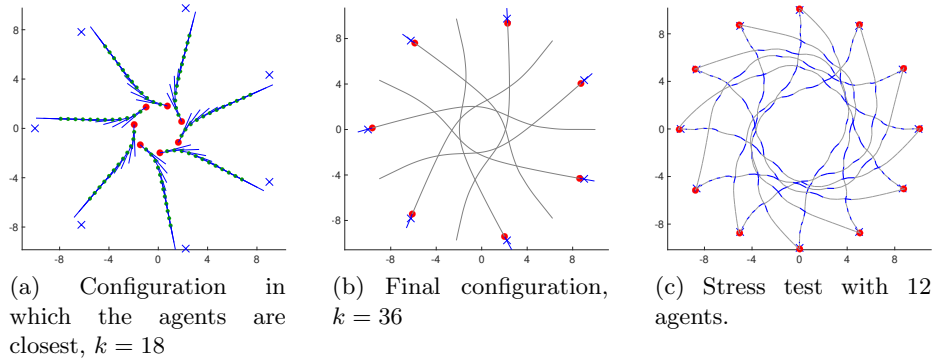 8
4
0
-4
-8
-8 -4 0 4 8
8
4
0
-4
-8
-8 -4 0 4 8
8
4
0
-4
-8
-8 -4 0 4 8
(a) Configuration in
which the agents are
closest, k = 18
(b) Final configuration,
k = 36
(c) Stress test with 12
agents.